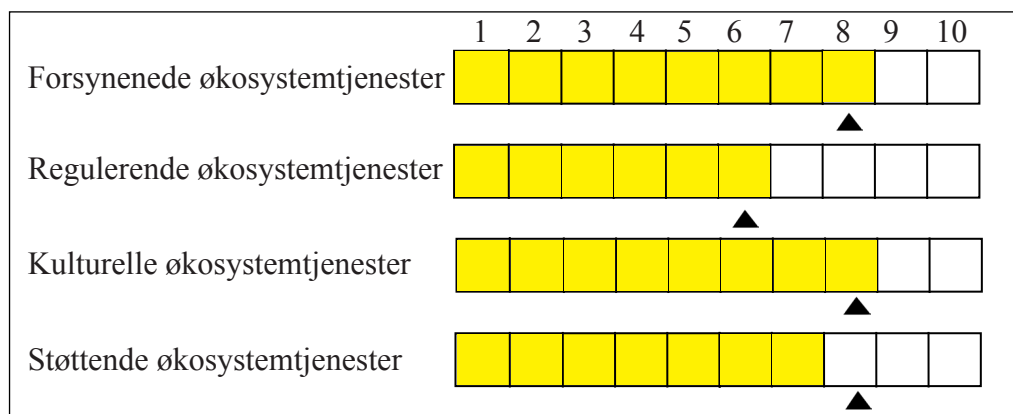 1 2 3 4 5 6 7 8 9 10
Forsynenede økosystemtjenester
Regulerende økosystemtjenester
Kulturelle økosystemtjenester
Støttende økosystemtjenester